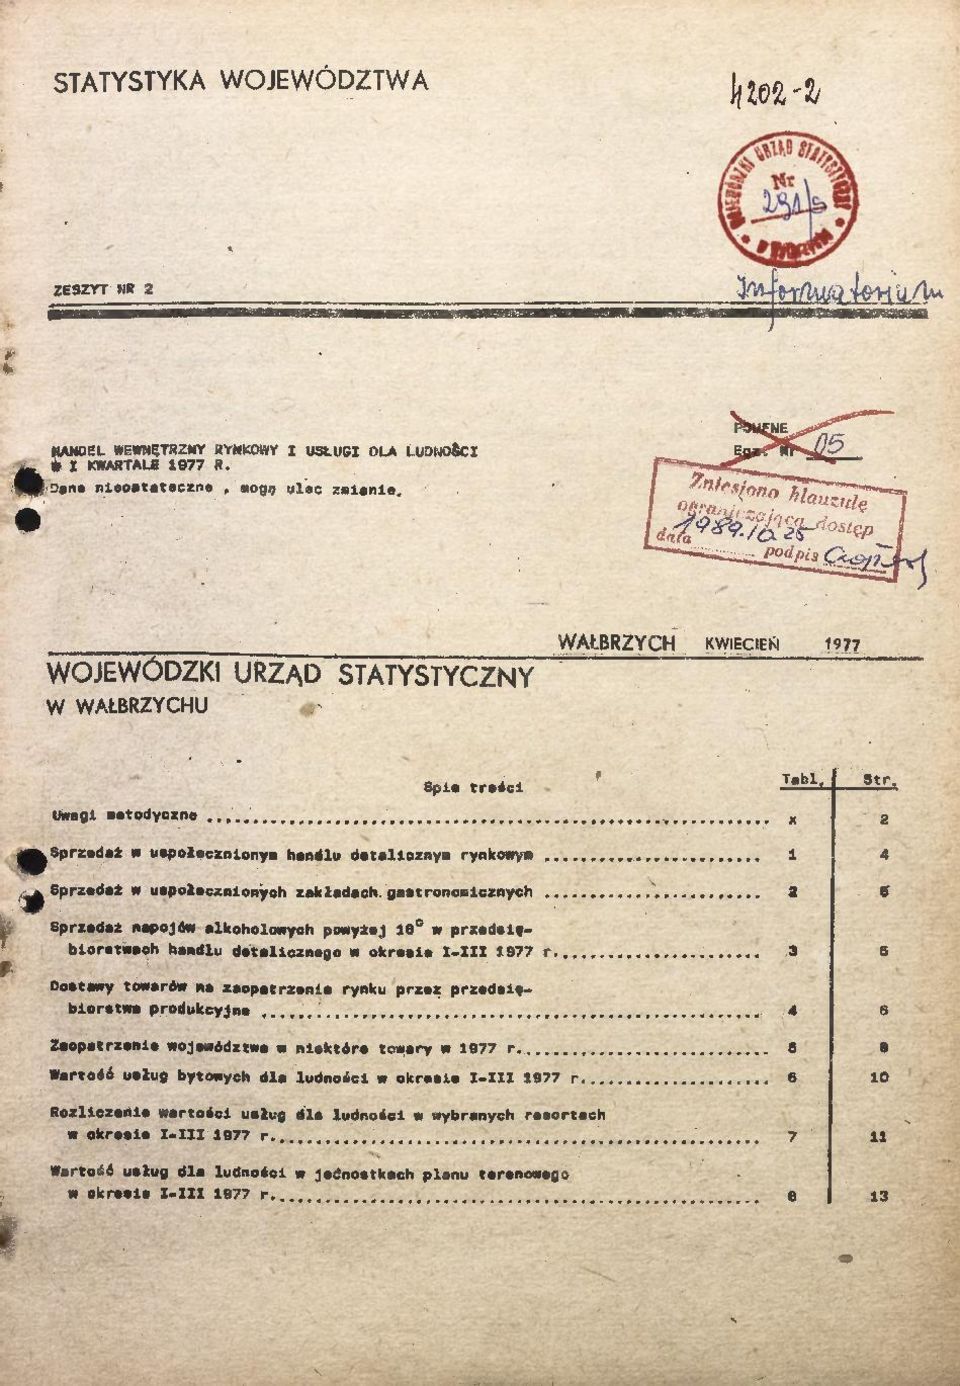 STATYSTYKA WOJEWÓDZTWA
4202-2
WOJEWÓDZKI URZĄD STATYSTYCZNY
Nr
291/5
ZESZYT NR 2
Informatorium
HANDEL WEWNĘTRZNY RYNKOWY I USŁUGI DLA LUDNOŚCI
W I KWARTALE 1977 R.
Dane nieostateczne , mogą ulec zmianie.
POUFNE
Egz. Nr 05
Zniesiono klauzulę
ograniczającą dostęp
data 1989.10.25
podpis
WAŁBRZYCH KWIECIEŃ 1977
WOJEWÓDZKI URZĄD STATYSTYCZNY
W WAŁBRZYCHU
Spis treści Tabl. Str.
Uwagi metodyczne ..... x 2
Sprzedaż w uspołecznionym handlu detalicznym rynkowym ..... 1 4
Sprzedaż w uspołecznionych zakładach gastronomicznych ..... 2 5
Sprzedaż napojów alkoholowych powyżej 18° w przedsię-
biorstwach handlu detalicznego w okresie I-III 1977 r. ..... 3 5
Dostawy towarów na zaopatrzenie rynku przez przedsię-
biorstwa produkcyjne ..... 4 6
Zaopatrzenie województwa w niektóre towary w 1977 r. ..... 5 8
Wartość usług bytowych dla ludności w okresie I-III 1977 r. ..... 6 10
Rozliczenie wartości usług dla ludności w wybranych resortach
w okresie I-III 1977 r. ..... 7 11
Wartość usług dla ludności w jednostkach planu terenowego
w okresie I-III 1977 r. ..... 8 13